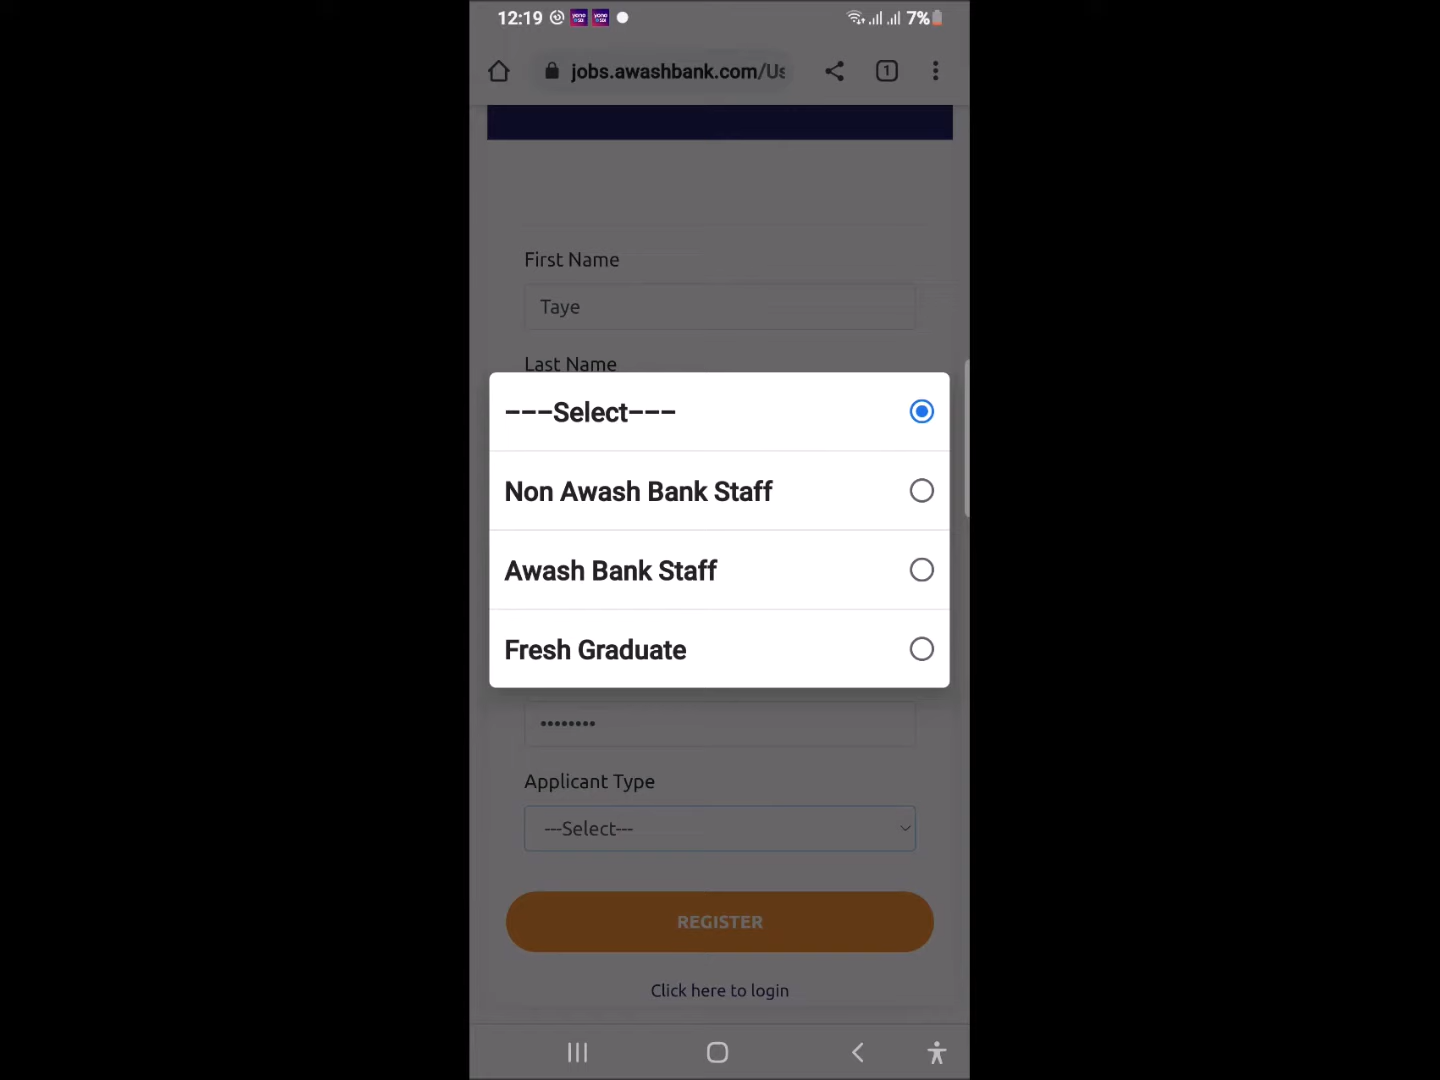 12:19
7%
jobs.awashbank.com/Us
1
First Name
Taye
Last Name
---Select---
Non Awash Bank Staff
Awash Bank Staff
Fresh Graduate
••••••••
Applicant Type
---Select---
REGISTER
Click here to login